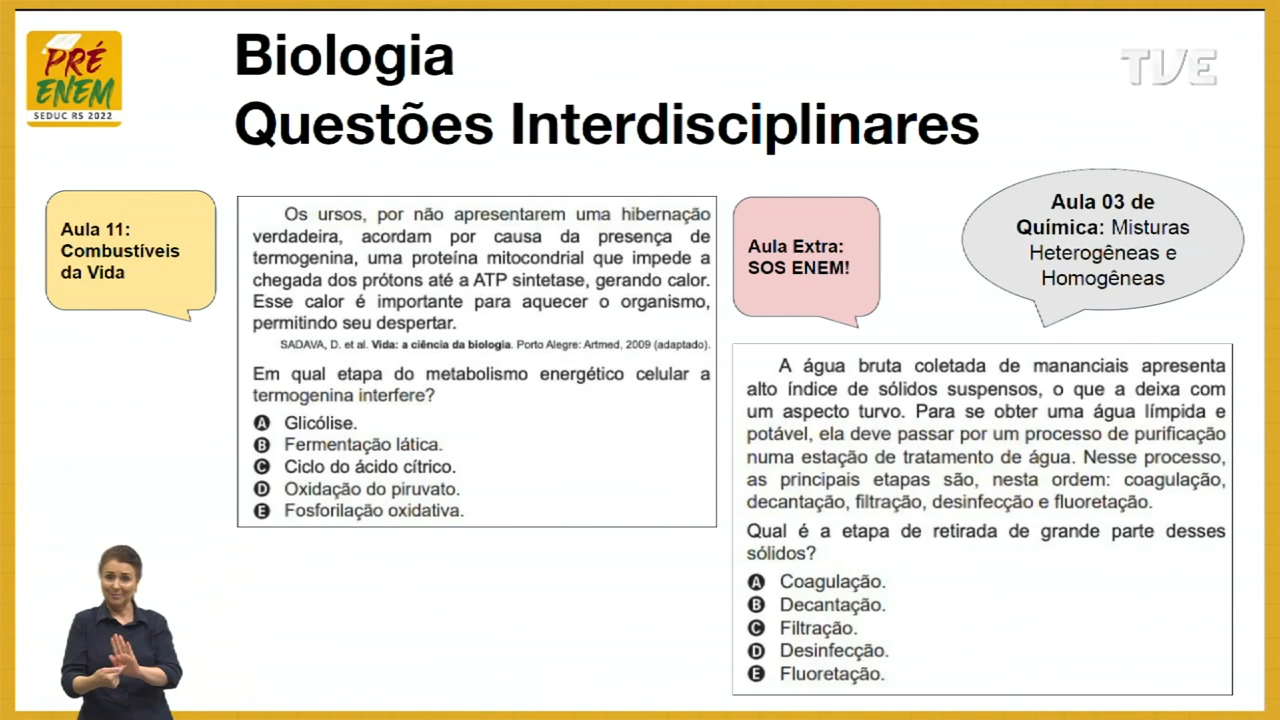 PRÉ
ENEM
SEDUC RS 2022
Biologia
Questões Interdisciplinares
TVE
Aula 11:
Combustíveis
da Vida
Os ursos, por não apresentarem uma hibernação
verdadeira, acordam por causa da presença de
termogenina, uma proteína mitocondrial que impede a
chegada dos prótons até a ATP sintetase, gerando calor.
Esse calor é importante para aquecer o organismo,
permitindo seu despertar.
SADAVA, D. et al. Vida: a ciência da biologia. Porto Alegre: Artmed, 2009 (adaptado).
Em qual etapa do metabolismo energético celular a
termogenina interfere?
A Glicólise.
B Fermentação lática.
C Ciclo do ácido cítrico.
D Oxidação do piruvato.
E Fosforilação oxidativa.
Aula Extra:
SOS ENEM!
Aula 03 de
Química: Misturas
Heterogêneas e
Homogêneas
A água bruta coletada de mananciais apresenta
alto índice de sólidos suspensos, o que a deixa com
um aspecto turvo. Para se obter uma água límpida e
potável, ela deve passar por um processo de purificação
numa estação de tratamento de água. Nesse processo,
as principais etapas são, nesta ordem: coagulação,
decantação, filtração, desinfecção e fluoretação.
Qual é a etapa de retirada de grande parte desses
sólidos?
A Coagulação.
B Decantação.
C Filtração.
D Desinfecção.
E Fluoretação.